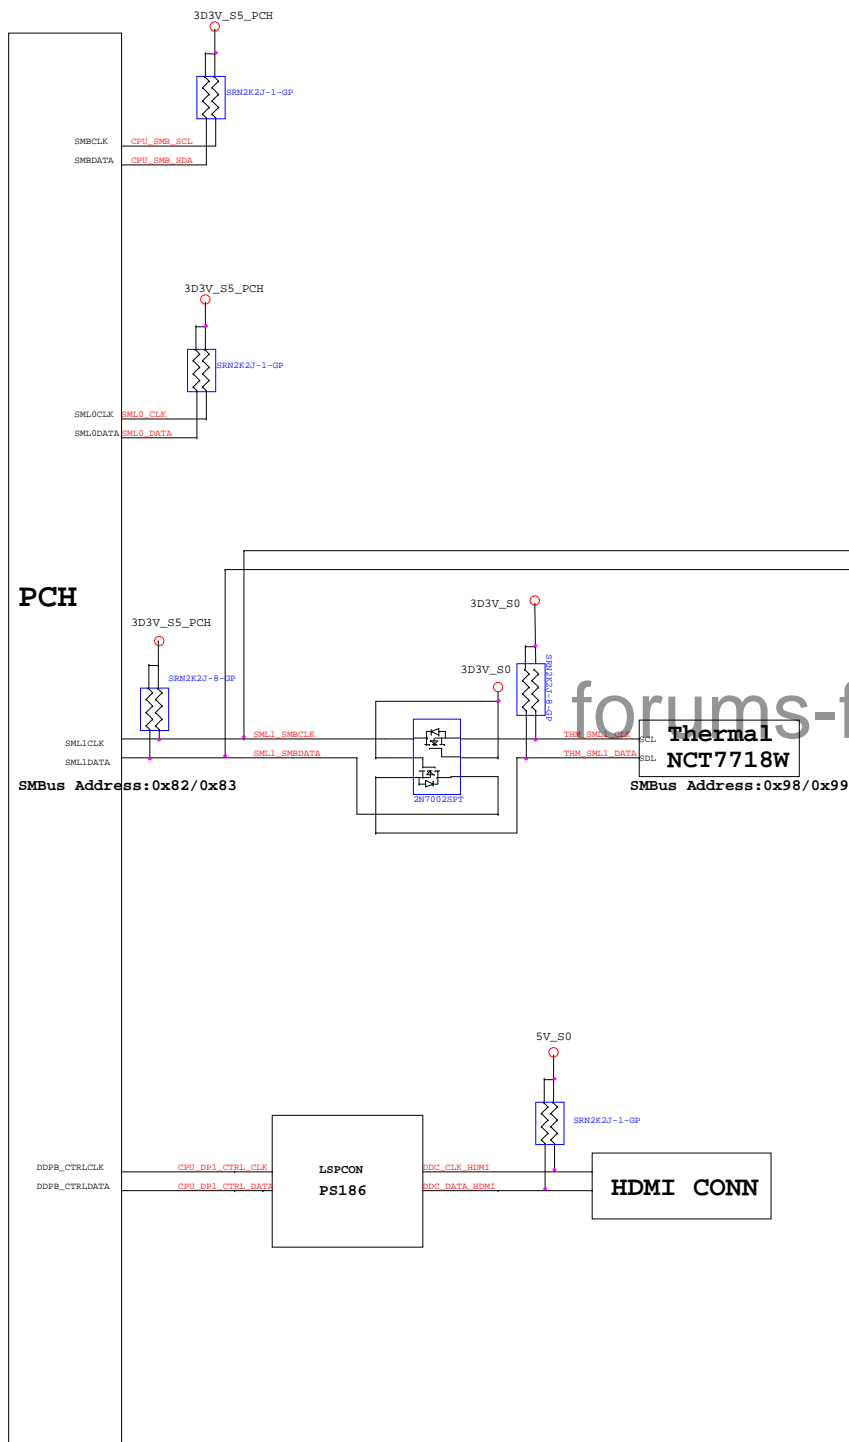 3D3V_S5_PCH
SRN2K2J-1-GP
SMBCLK CPU_SMB_SCL
SMBDATA CPU_SMB_SDA
3D3V_S5_PCH
SRN2K2J-1-GP
SML0CLK SML0_CLK
SML0DATA SML0_DATA
PCH
3D3V_S0
3D3V_S5_PCH
3D3V_S0
SRN2K2J-8-GP
SRN2K2J-8-GP
forums-f
SML1CLK SML1_SMBCLK THM_SML1_CLK SCL Thermal
SML1DATA SML1_SMBDATA THM_SML1_DATA SDL NCT7718W
SMBus Address:0x82/0x83 SMBus Address:0x98/0x99
2N7002SPT
5V_S0
SRN2K2J-1-GP
DDPB_CTRLCLK CPU_DP1_CTRL_CLK LSPCON DDC_CLK_HDMI
DDPB_CTRLDATA CPU_DP1_CTRL_DATA PS186 DDC_DATA_HDMI HDMI CONN